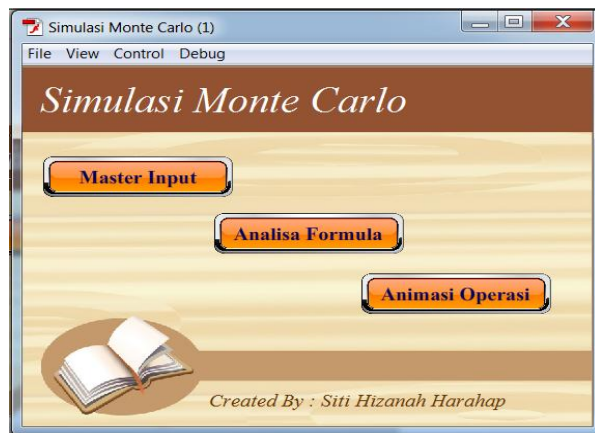 Simulasi Monte Carlo (1)
File View Control Debug
Simulasi Monte Carlo
Master Input
Analisa Formula
Animasi Operasi
Created By : Siti Hizanah Harahap